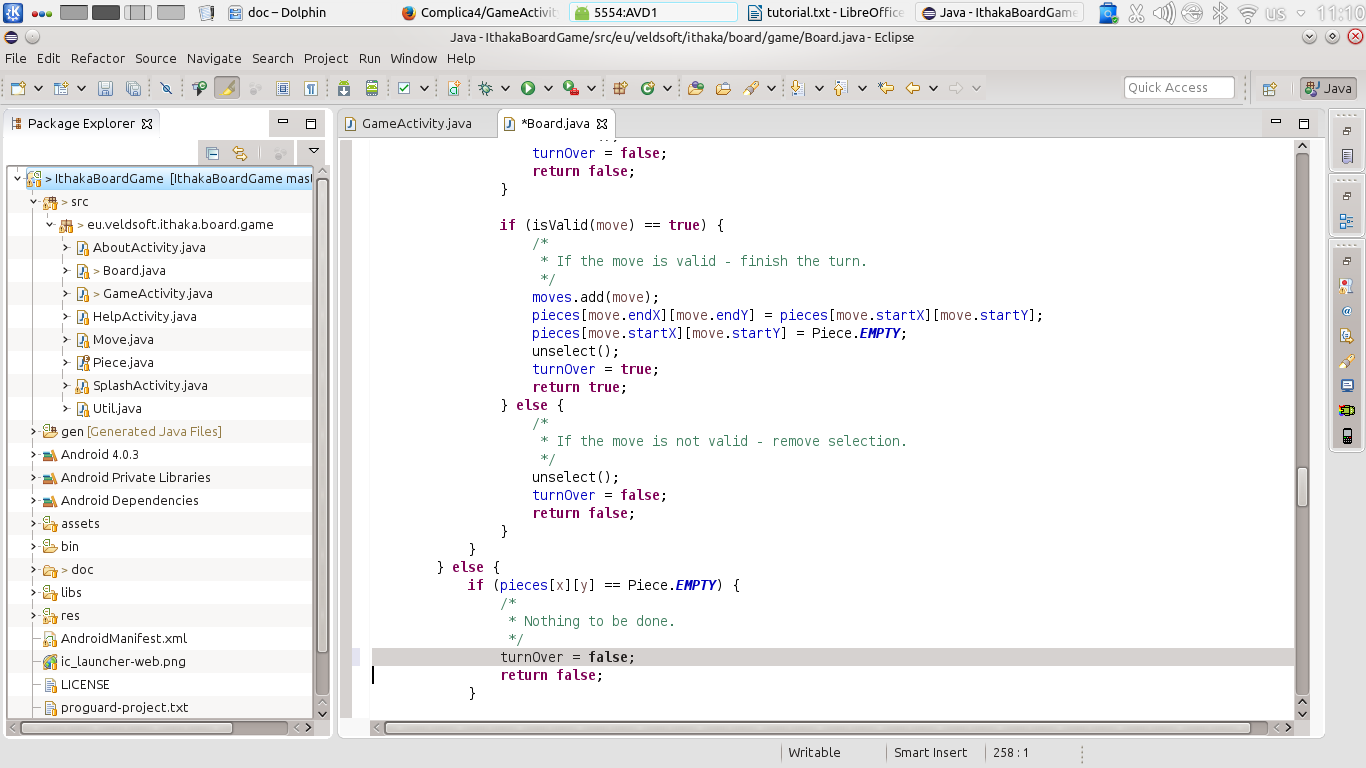 doc – Dolphin
Complica4/GameActivit
5554:AVD1
tutorial.txt - LibreOffice
Java - IthakaBoardGame
us
11:10
Java - IthakaBoardGame/src/eu/veldsoft/ithaka/board/game/Board.java - Eclipse
File Edit Refactor Source Navigate Search Project Run Window Help
Quick Access
Java
Package Explorer
GameActivity.java
*Board.java
> IthakaBoardGame [IthakaBoardGame mast
> src
> eu.veldsoft.ithaka.board.game
AboutActivity.java
> Board.java
> GameActivity.java
HelpActivity.java
Move.java
Piece.java
SplashActivity.java
Util.java
gen [Generated Java Files]
Android 4.0.3
Android Private Libraries
Android Dependencies
assets
bin
> doc
libs
res
AndroidManifest.xml
ic_launcher-web.png
LICENSE
proguard-project.txt
turnOver = false;
return false;
}
if (isValid(move) == true) {
/*
* If the move is valid - finish the turn.
*/
moves.add(move);
pieces[move.endX][move.endY] = pieces[move.startX][move.startY];
pieces[move.startX][move.startY] = Piece.EMPTY;
unselect();
turnOver = true;
return true;
} else {
/*
* If the move is not valid - remove selection.
*/
unselect();
turnOver = false;
return false;
}
}
} else {
if (pieces[x][y] == Piece.EMPTY) {
/*
* Nothing to be done.
*/
turnOver = false;
return false;
}
Writable
Smart Insert
258 : 1